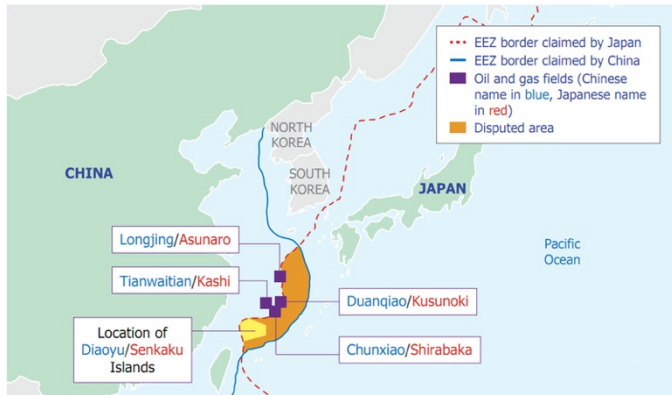 EEZ border claimed by Japan
EEZ border claimed by China
Oil and gas fields (Chinese
name in blue, Japanese name
in red)
Disputed area
NORTH
KOREA
CHINA
SOUTH
KOREA
JAPAN
Longjing/Asunaro
Pacific
Ocean
Tianwaitian/Kashi
Duanqiao/Kusunoki
Location of
Diaoyu/Senkaku
Islands
Chunxiao/Shirabaka